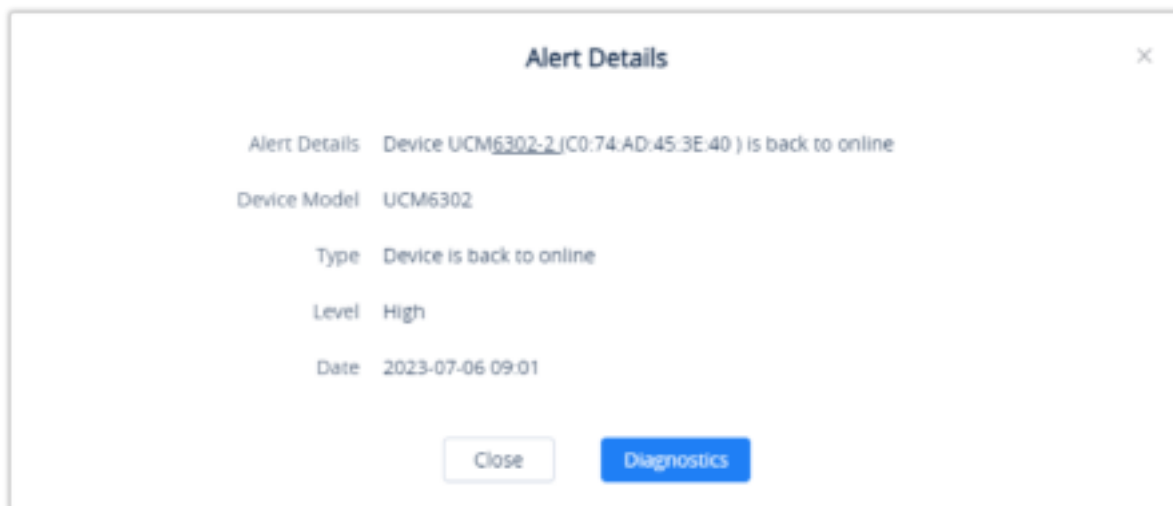 Alert Details
×
Alert Details Device UCM6302-2 (C0:74:AD:45:3E:40 ) is back to online
Device Model UCM6302
Type Device is back to online
Level High
Date 2023-07-06 09:01
Close Diagnostics